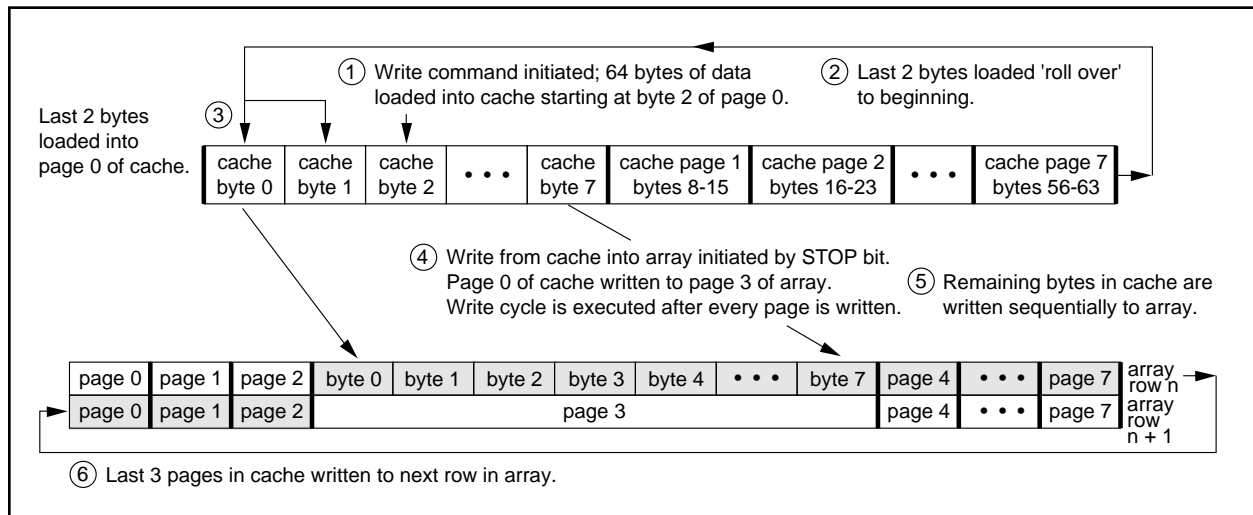 ① Write command initiated; 64 bytes of data
loaded into cache starting at byte 2 of page 0.
② Last 2 bytes loaded 'roll over'
to beginning.
③
Last 2 bytes
loaded into
page 0 of cache.
cache byte 0
cache byte 1
cache byte 2
• • •
cache byte 7
cache page 1 bytes 8-15
cache page 2 bytes 16-23
• • •
cache page 7 bytes 56-63
④ Write from cache into array initiated by STOP bit.
Page 0 of cache written to page 3 of array.
Write cycle is executed after every page is written.
⑤ Remaining bytes in cache are
written sequentially to array.
page 0 page 1 page 2 byte 0 byte 1 byte 2 byte 3 byte 4 • • • byte 7 page 4 • • • page 7 array row n
page 0 page 1 page 2 page 3 page 4 • • • page 7 array row n + 1
⑥ Last 3 pages in cache written to next row in array.